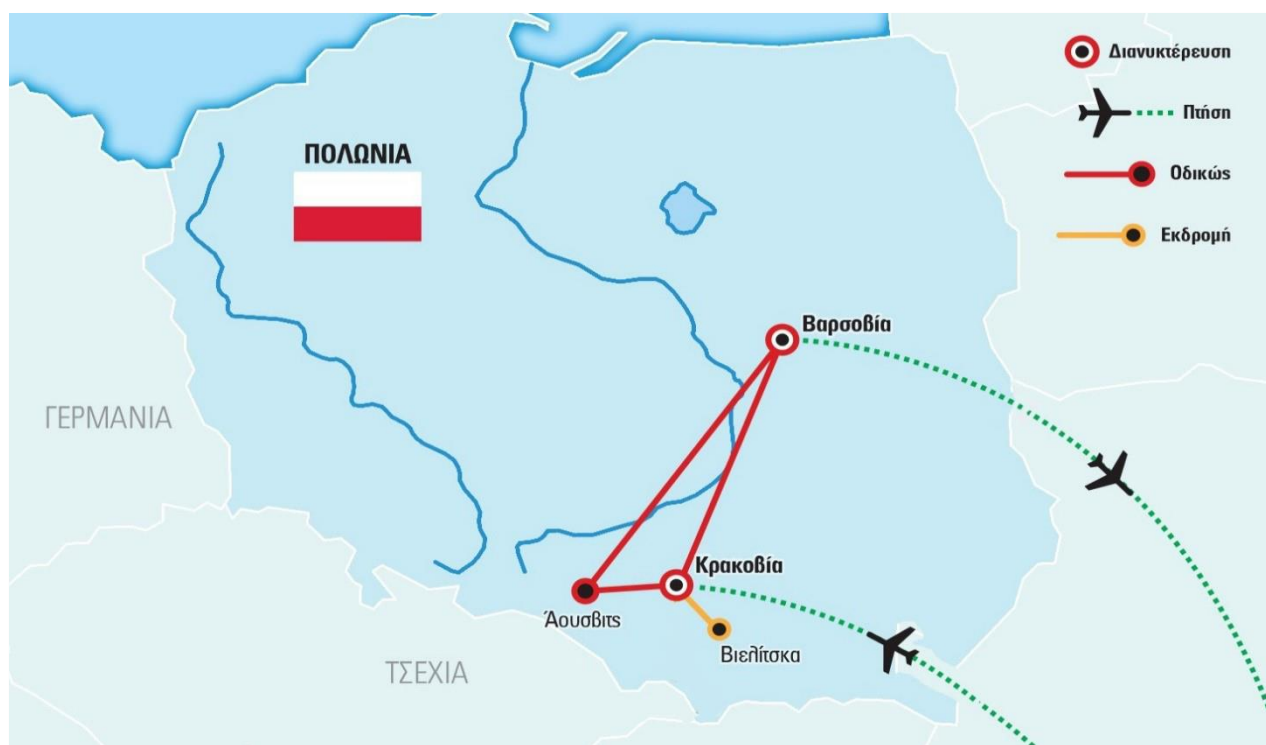 ΠΟΛΩΝΙΑ
Διανυκτέρευση
Πτήση
Οδικώς
Εκδρομή
Βαρσοβία
ΓΕΡΜΑΝΙΑ
Κρακοβία
Άουσβιτς
Βιελίτσκα
ΤΣΕΧΙΑ